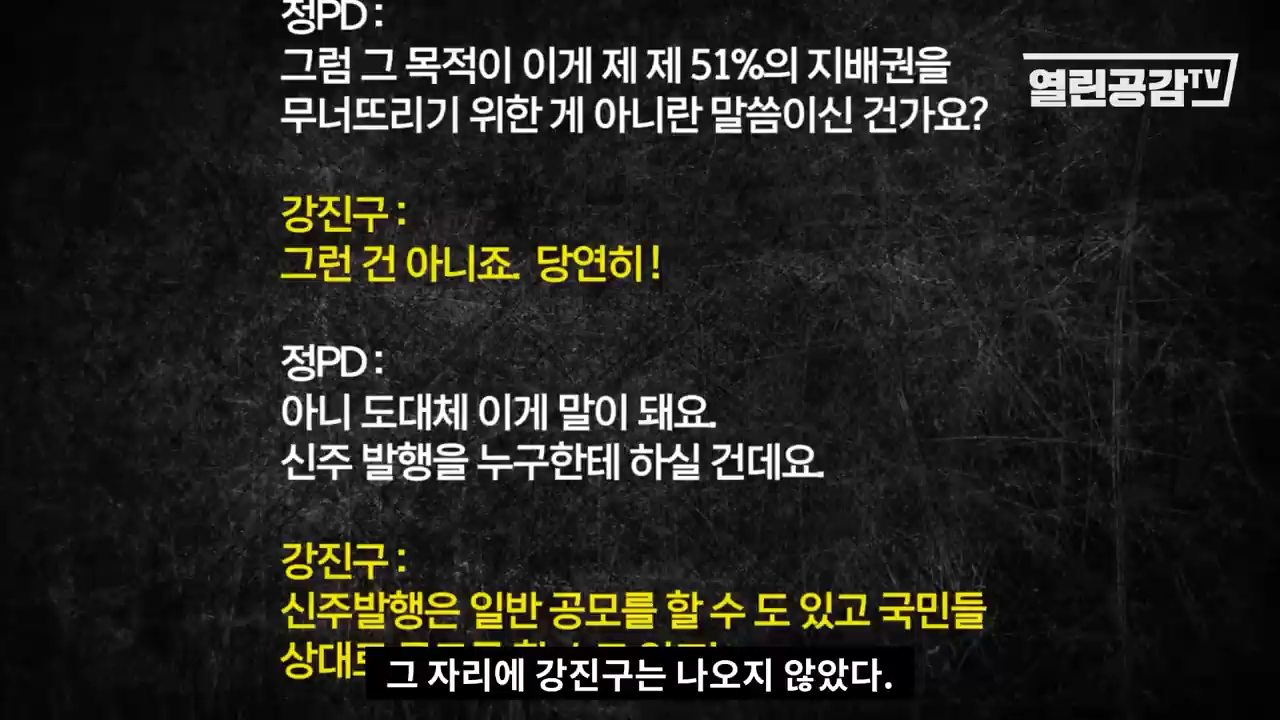 정PD :
그럼 그 목적이 이게 제 제 51%의 지배권을
무너뜨리기 위한 게 아니란 말씀이신 건가요?
열린공감TV
강진구 :
그런 건 아니죠. 당연히 !
정PD :
아니 도대체 이게 말이 돼요.
신주 발행을 누구한테 하실 건데요.
강진구 :
신주발행은 일반 공모를 할 수 도 있고 국민들
그 자리에 강진구는 나오지 않았다.